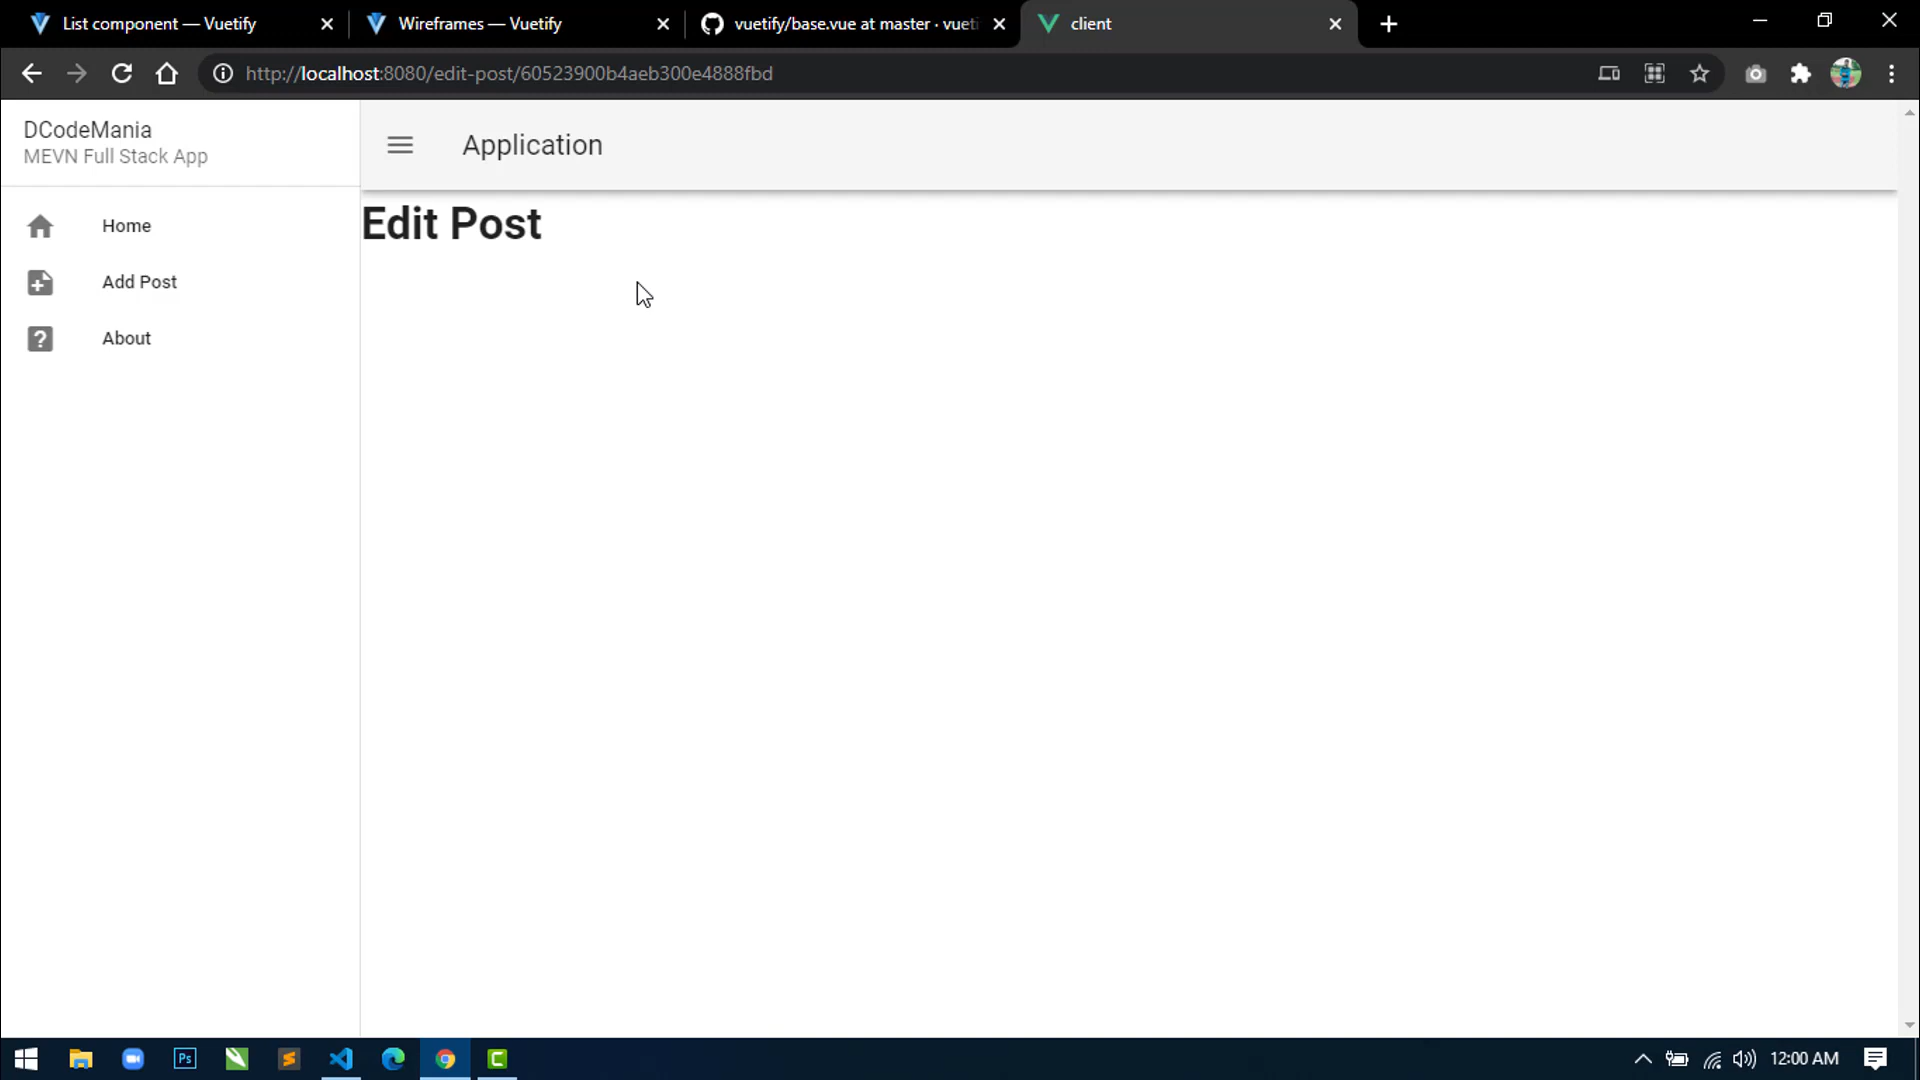 List component — Vuetify
Wireframes — Vuetify
vuetify/base.vue at master · vueti
client
http://localhost:8080/edit-post/60523900b4aeb300e4888fbd
DCodeMania
MEVN Full Stack App
Application
Edit Post
Home
Add Post
About
Ps
12:00 AM